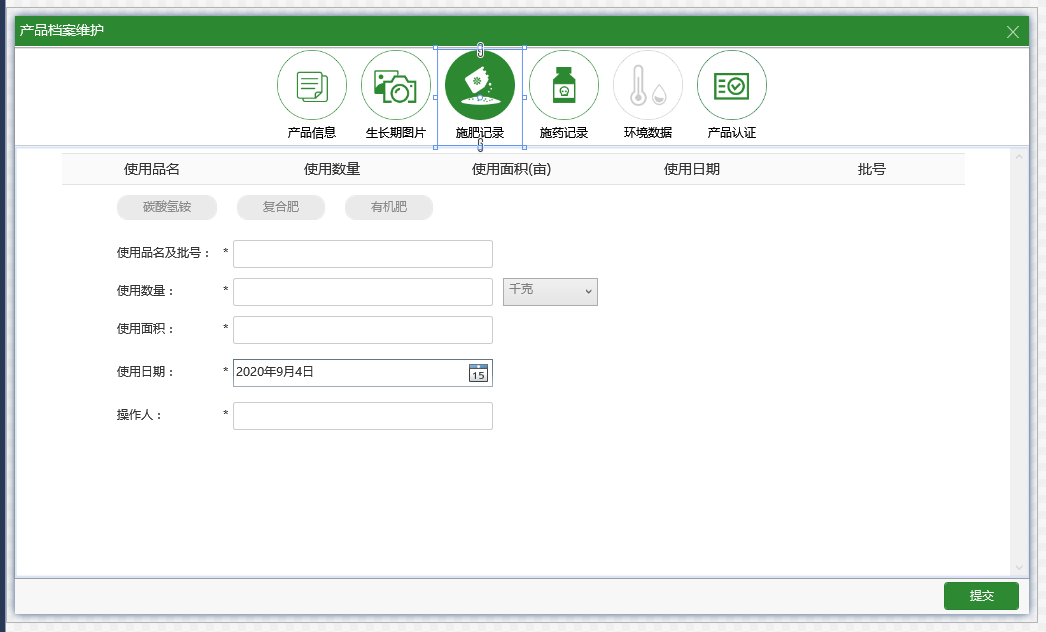 产品档案维护
产品信息 生长期图片 施肥记录 施药记录 环境数据 产品认证
使用品名 使用数量 使用面积(亩) 使用日期 批号
碳酸氢铵 复合肥 有机肥
使用品名及批号： *
使用数量： * 千克
使用面积： *
使用日期： * 2020年9月4日 15
操作人： *
提交